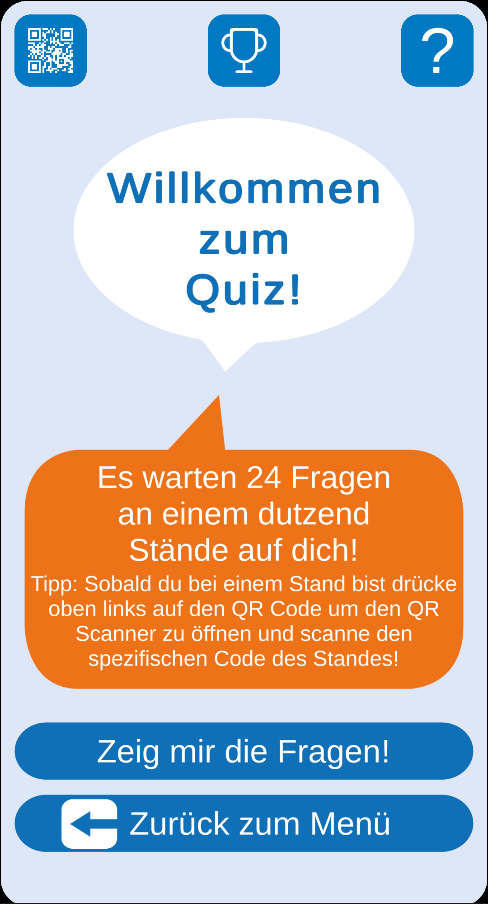 ?
Willkommen
zum
Quiz!
Es warten 24 Fragen
an einem dutzend
Stände auf dich!
Tipp: Sobald du bei einem Stand bist drücke
oben links auf den QR Code um den QR
Scanner zu öffnen und scanne den
spezifischen Code des Standes!
Zeig mir die Fragen!
Zurück zum Menü